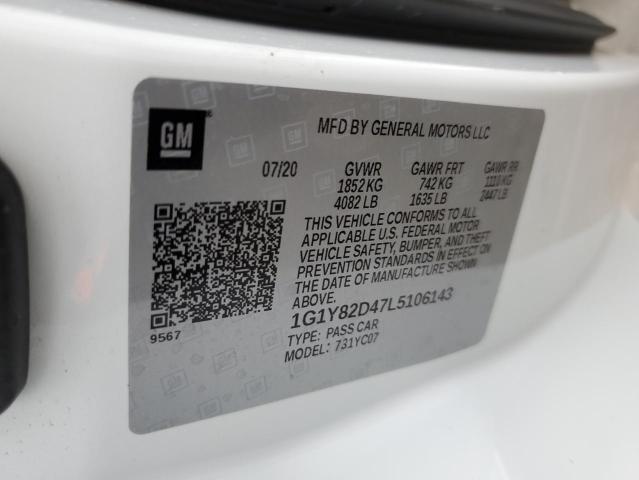 GM
MFD BY GENERAL MOTORS LLC
07/20 GVWR GAWR FRT GAWR RR
1852 KG 742 KG 1110 KG
4082 LB 1635 LB 2447 LB
THIS VEHICLE CONFORMS TO ALL
APPLICABLE U.S. FEDERAL MOTOR
VEHICLE SAFETY, BUMPER, AND THEFT
PREVENTION STANDARDS IN EFFECT ON
THE DATE OF MANUFACTURE SHOWN
ABOVE.
9567
1G1Y82D47L5106143
TYPE: PASS CAR
MODEL: 731YC07